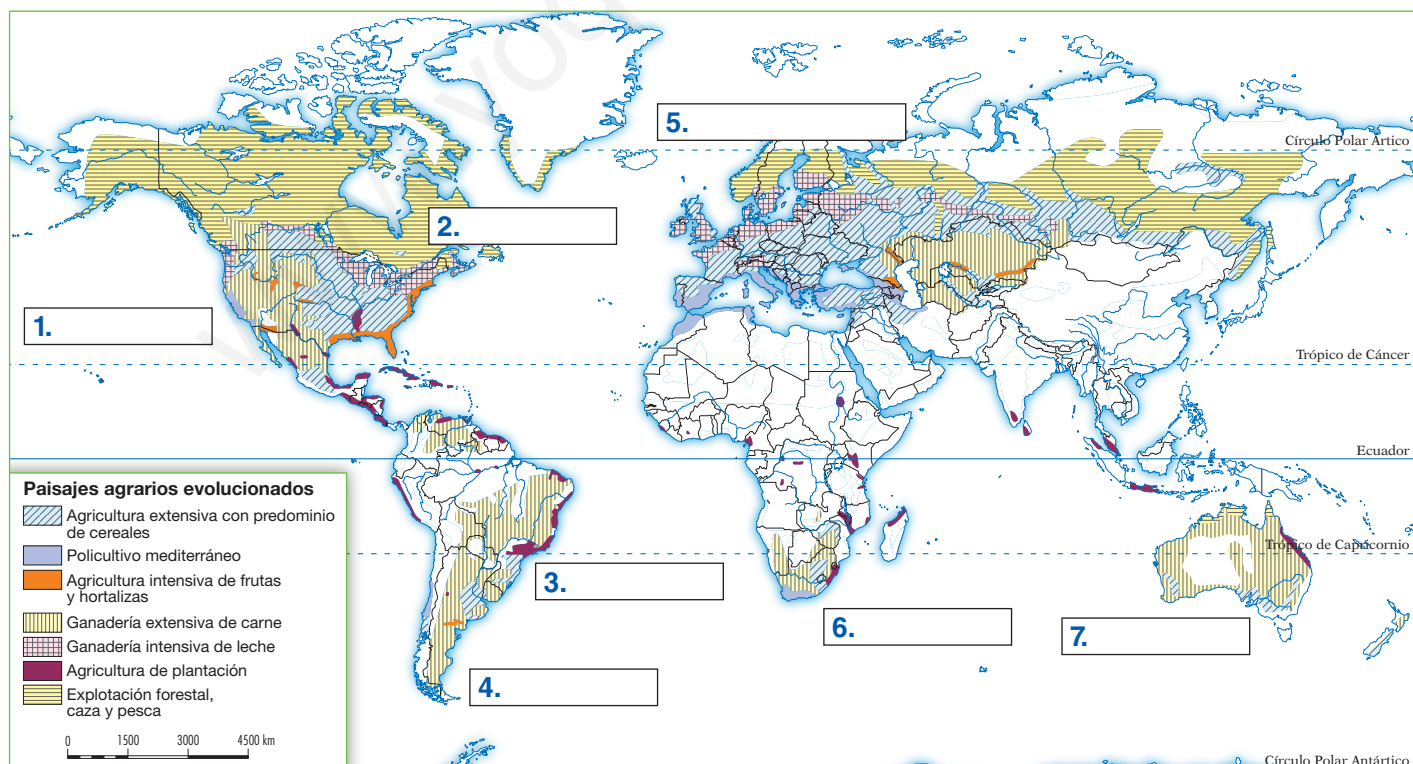 5.
Círculo Polar Ártico
2.
1.
Trópico de Cáncer
Ecuador
Trópico de Capricornio
3.
6.
7.
4.
Paisajes agrarios evolucionados
Agricultura extensiva con predominio
de cereales
Policultivo mediterráneo
Agricultura intensiva de frutas
y hortalizas
Ganadería extensiva de carne
Ganadería intensiva de leche
Agricultura de plantación
Explotación forestal,
caza y pesca
0 1500 3000 4500 km
Círculo Polar Antártico